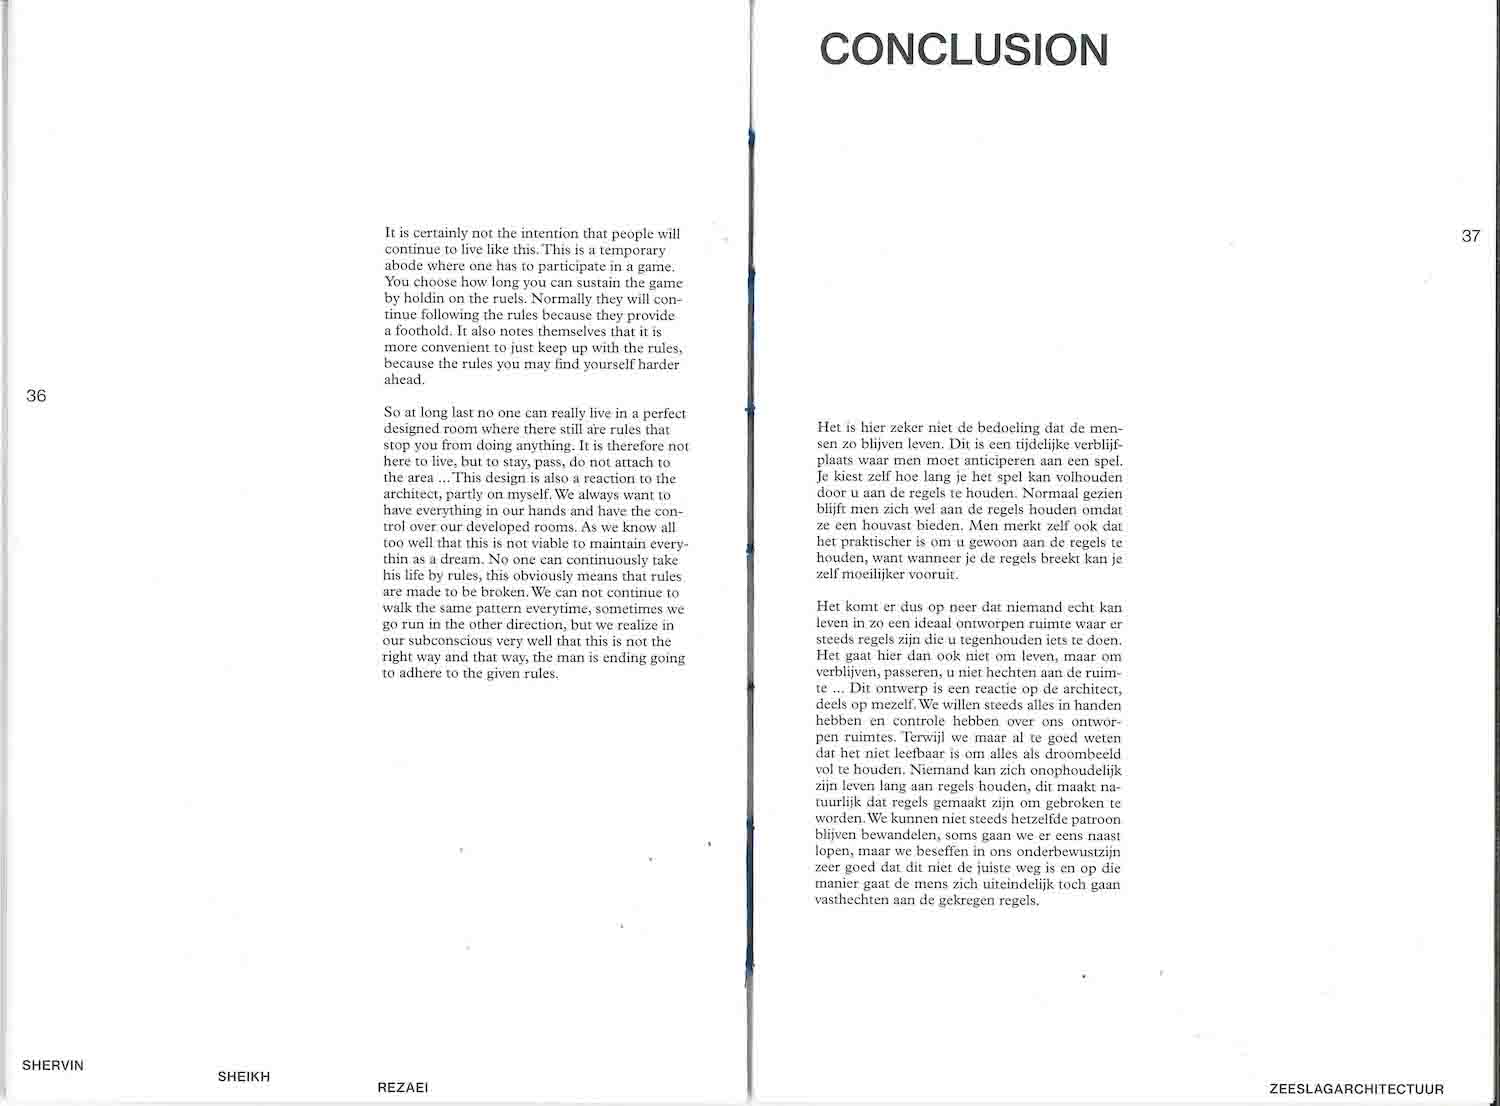 It is certainly not the intention that people will
continue to live like this. This is a temporary
abode where one has to participate in a game.
You choose how long you can sustain the game
by holdin on the ruels. Normally they will con-
tinue following the rules because they provide
a foothold. It also notes themselves that it is
more convenient to just keep up with the rules,
because the rules you may find yourself harder
ahead.
36
So at long last no one can really live in a perfect
designed room where there still are rules that
stop you from doing anything. It is therefore not
here to live, but to stay, pass, do not attach to
the area ... This design is also a reaction to the
architect, partly on myself. We always want to
have everything in our hands and have the con-
trol over our developed rooms. As we know all
too well that this is not viable to maintain every-
thin as a dream. No one can continuously take
his life by rules, this obviously means that rules
are made to be broken. We can not continue to
walk the same pattern everytime, sometimes we
go run in the other direction, but we realize in
our subconscious very well that this is not the
right way and that way, the man is ending going
to adhere to the given rules.
SHERVIN
SHEIKH
REZAEI
CONCLUSION
37
Het is hier zeker niet de bedoeling dat de men-
sen zo blijven leven. Dit is een tijdelijke verblijf-
plaats waar men moet anticiperen aan een spel.
Je kiest zelf hoe lang je het spel kan volhouden
door u aan de regels te houden. Normaal gezien
blijft men zich wel aan de regels houden omdat
ze een houvast bieden. Men merkt zelf ook dat
het praktischer is om u gewoon aan de regels te
houden, want wanneer je de regels breekt kan je
zelf moeilijker vooruit.
Het komt er dus op neer dat niemand echt kan
leven in zo een ideaal ontworpen ruimte waar er
steeds regels zijn die u tegenhouden iets te doen.
Het gaat hier dan ook niet om leven, maar om
verblijven, passeren, u niet hechten aan de ruim-
te ... Dit ontwerp is een reactie op de architect,
deels op mezelf. We willen steeds alles in handen
hebben en controle hebben over ons ontwor-
pen ruimtes. Terwijl we maar al te goed weten
dat het niet leefbaar is om alles als droombeeld
vol te houden. Niemand kan zich onophoudelijk
zijn leven lang aan regels houden, dit maakt na-
tuurlijk dat regels gemaakt zijn om gebroken te
worden. We kunnen niet steeds hetzelfde patroon
blijven bewandelen, soms gaan we er eens naast
lopen, maar we beseffen in ons onderbewustzijn
zeer goed dat dit niet de juiste weg is en op die
manier gaat de mens zich uiteindelijk toch gaan
vasthechten aan de gekregen regels.
ZEESLAGARCHITECTUUR